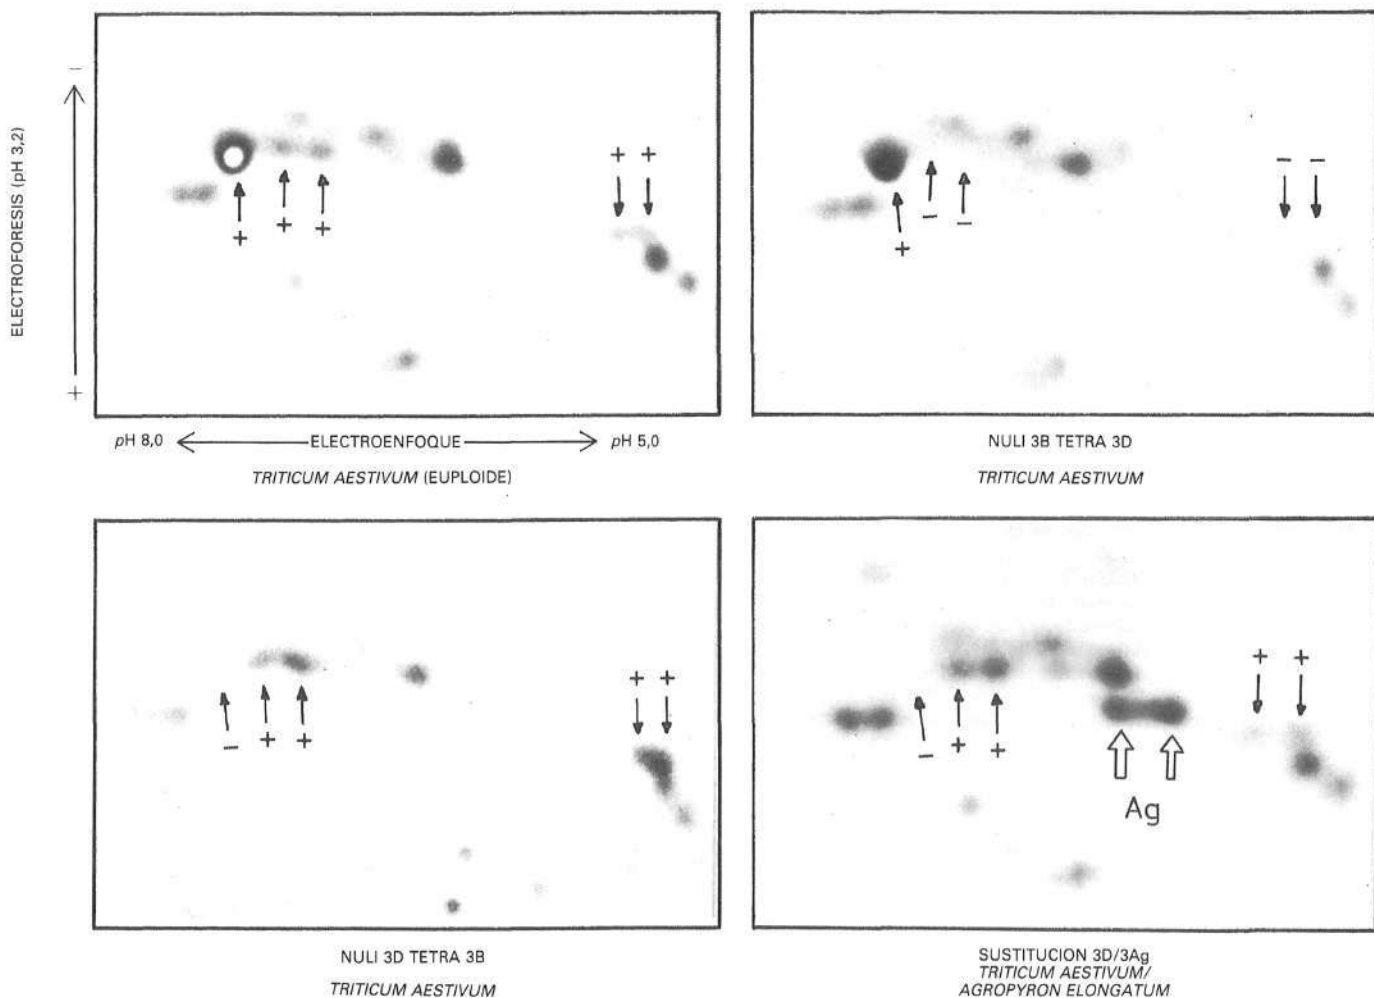 −
ELECTROFORESIS (pH 3,2)
+
+ + +
+ +
pH 8,0 ELECTROENFOQUE pH 5,0
TRITICUM AESTIVUM (EUPLOIDE)
− −
− −
+
NULI 3B TETRA 3D
TRITICUM AESTIVUM
+ +
− + +
NULI 3D TETRA 3B
TRITICUM AESTIVUM
+ +
− + +
Ag
SUSTITUCION 3D/3Ag
TRITICUM AESTIVUM/
AGROPYRON ELONGATUM